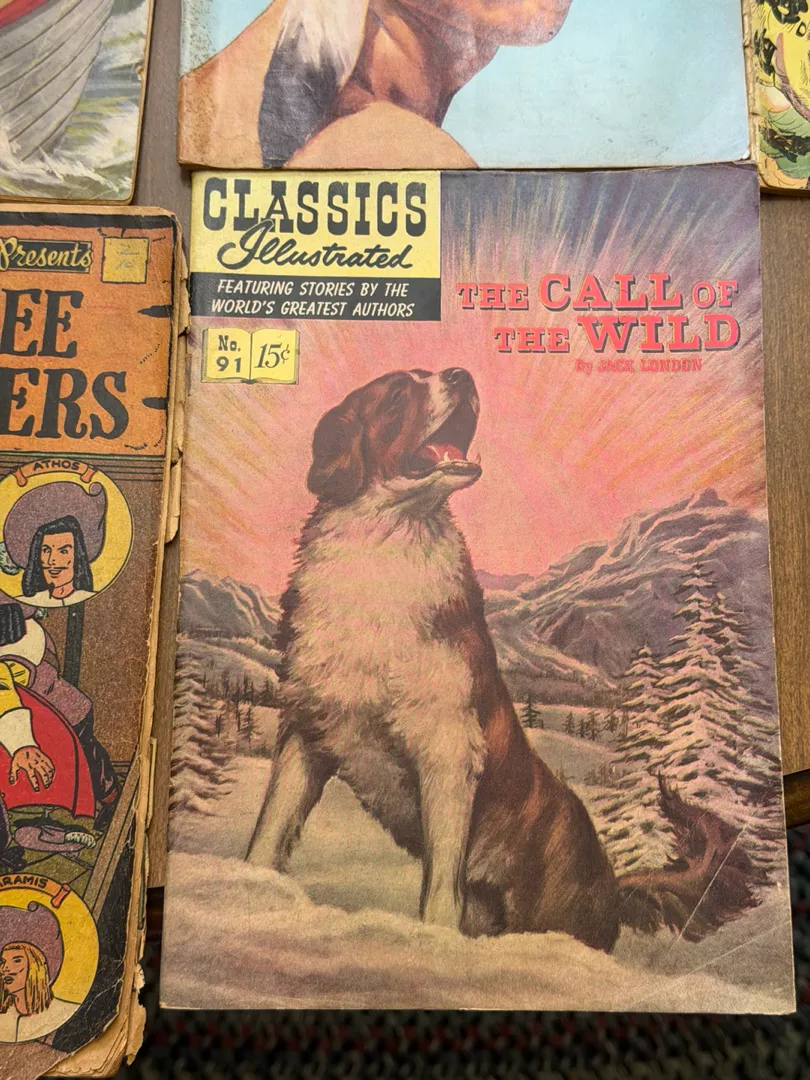 Presents
EE
ERS
ATHOS
ARAMIS
CLASSICS
Illustrated
FEATURING STORIES BY THE
WORLD'S GREATEST AUTHORS
No.
91
15¢
THE CALL OF
THE WILD
By JACK LONDON